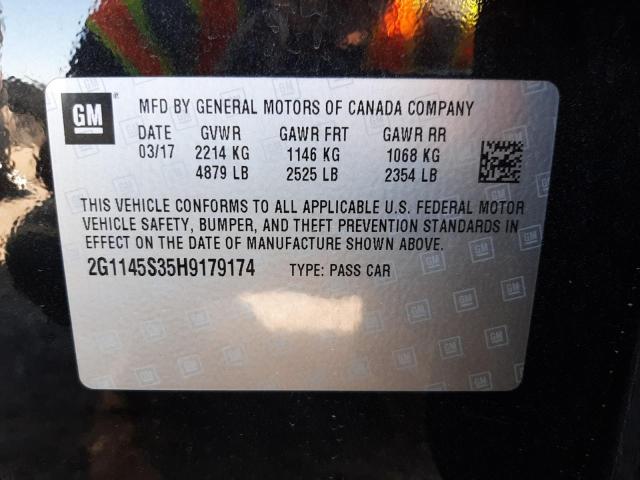 GM
MFD BY GENERAL MOTORS OF CANADA COMPANY
DATE GVWR GAWR FRT GAWR RR
03/17 2214 KG 1146 KG 1068 KG
4879 LB 2525 LB 2354 LB
THIS VEHICLE CONFORMS TO ALL APPLICABLE U.S. FEDERAL MOTOR
VEHICLE SAFETY, BUMPER, AND THEFT PREVENTION STANDARDS IN
EFFECT ON THE DATE OF MANUFACTURE SHOWN ABOVE.
2G1145S35H9179174 TYPE: PASS CAR